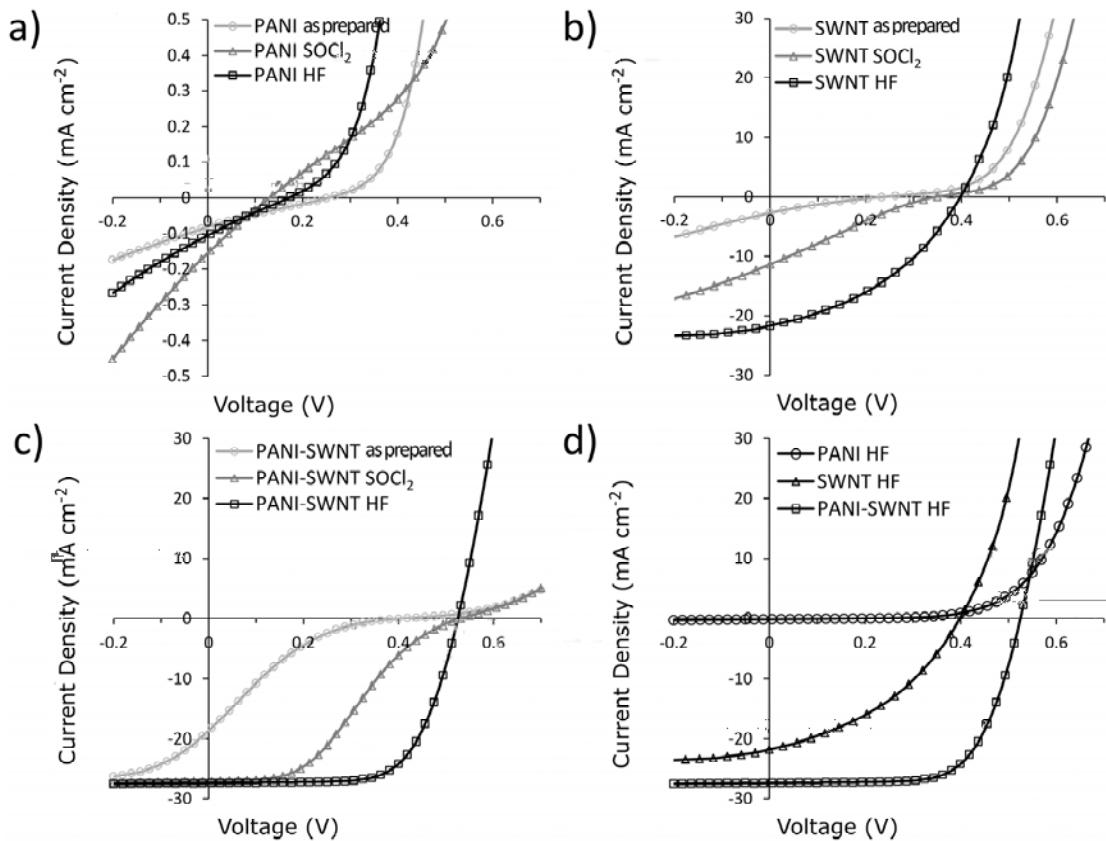 a)
0.5
0.4
0.3
0.2
0.1
0
-0.1
-0.2
-0.3
-0.4
-0.5
-0.2
0
0.2
0.4
0.6
PANI as prepared
PANI SOCl₂
PANI HF
Current Density (mA cm⁻²)
Voltage (V)
b)
30
20
10
0
-10
-20
-30
-0.2
0
0.2
0.4
0.6
SWNT as prepared
SWNT SOCl₂
SWNT HF
Current Density (mA cm⁻²)
Voltage (V)
c)
30
20
10
0
-10
-20
-30
-0.2
0
0.2
0.4
0.6
PANI-SWNT as prepared
PANI-SWNT SOCl₂
PANI-SWNT HF
Current Density (mA cm⁻²)
Voltage (V)
d)
30
20
10
0
-10
-20
-30
-0.2
0
0.2
0.4
0.6
PANI HF
SWNT HF
PANI-SWNT HF
Current Density (mA cm⁻²)
Voltage (V)